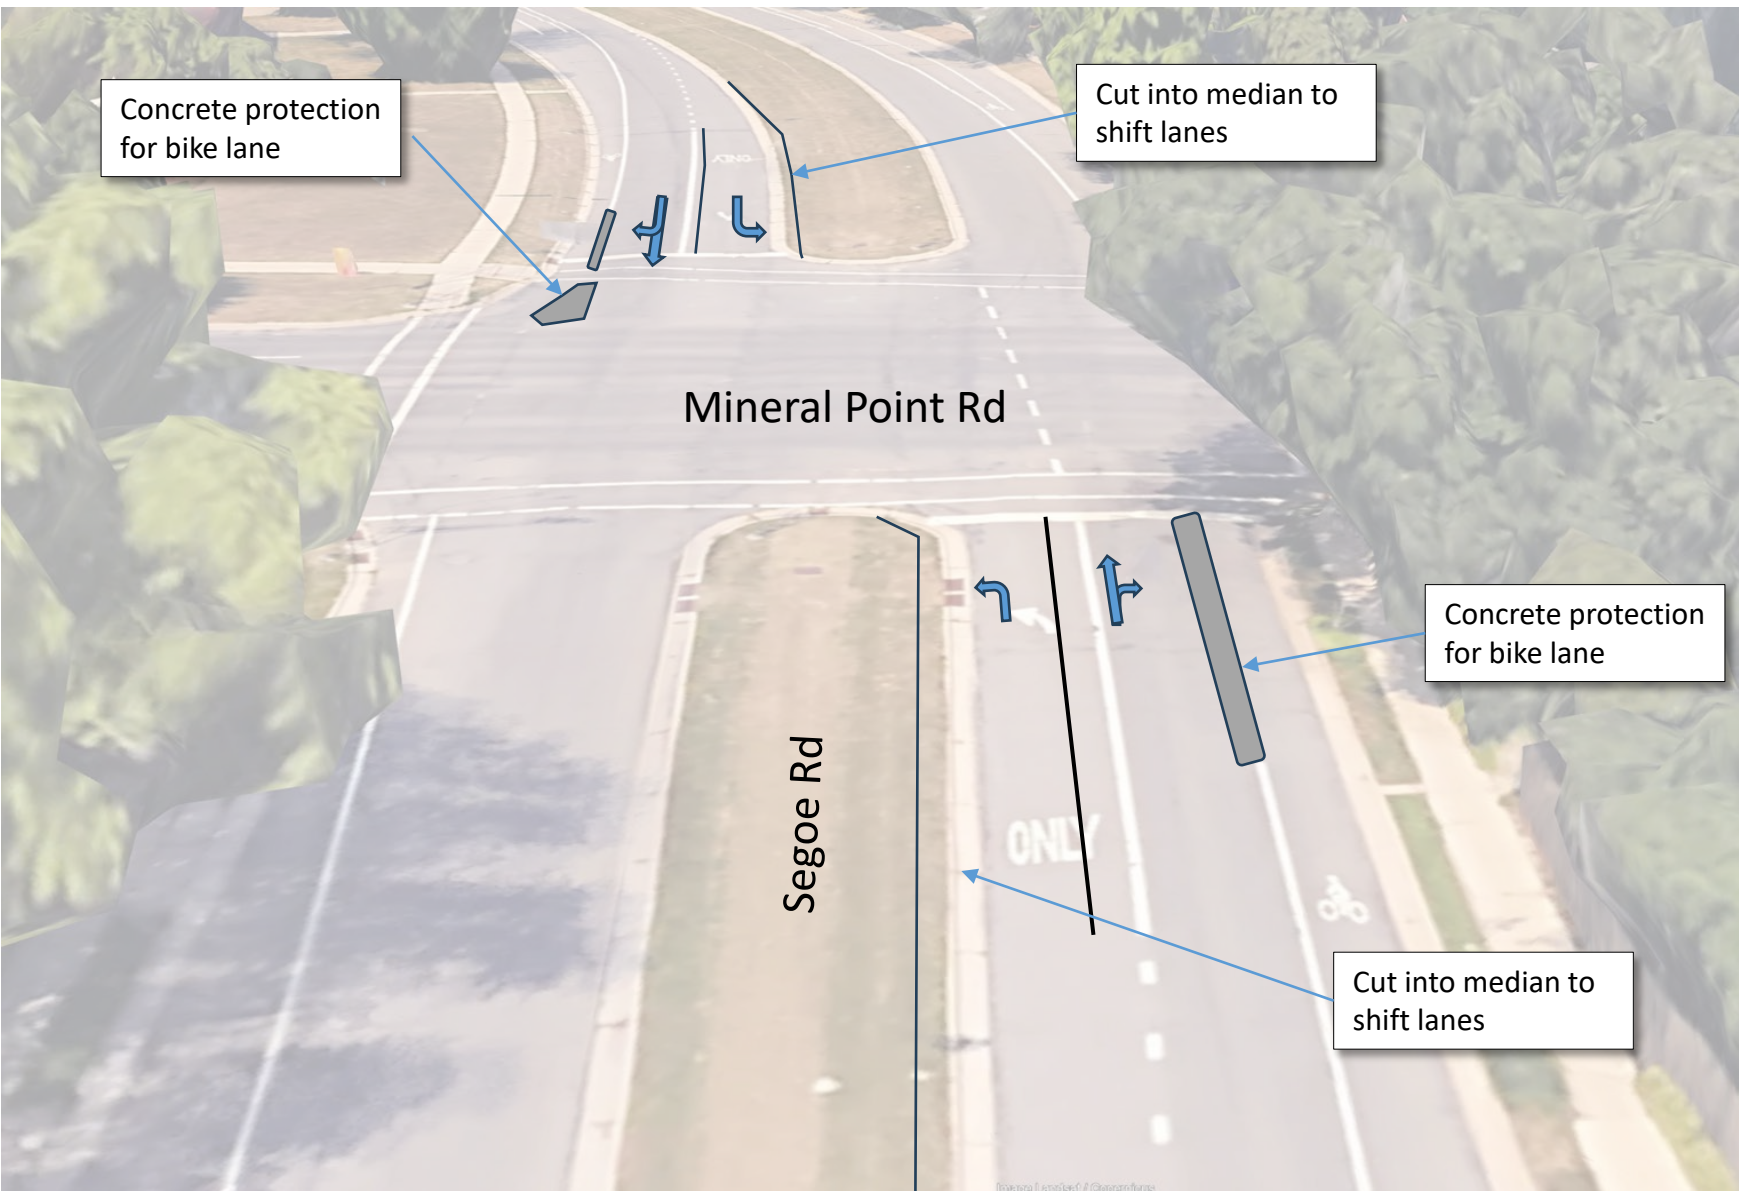 Concrete protection
for bike lane
Cut into median to
shift lanes
ONLY
Mineral Point Rd
Concrete protection
for bike lane
Segoe Rd
ONLY
Cut into median to
shift lanes